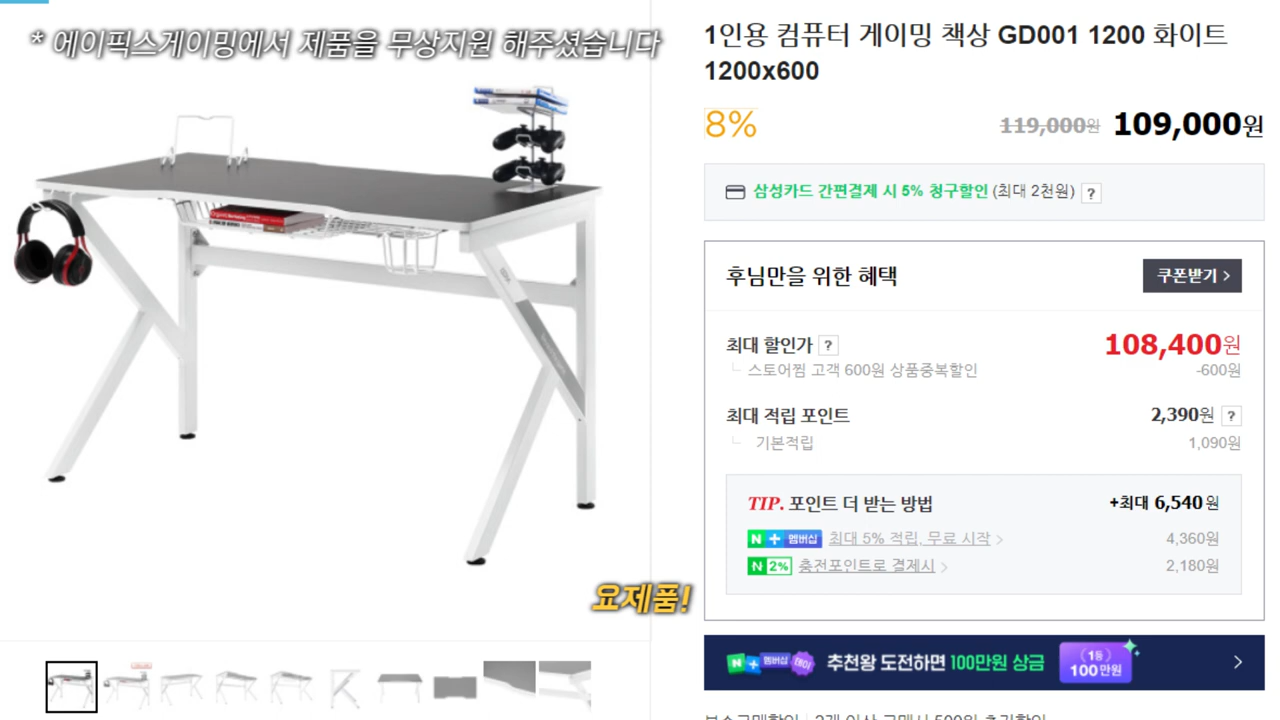 * 에이픽스게이밍에서 제품을 무상지원 해주셨습니다
요제품!
1인용 컴퓨터 게이밍 책상 GD001 1200 화이트
1200x600
8%
119,000원 109,000원
삼성카드 간편결제 시 5% 청구할인 (최대 2천원) ?
후님만을 위한 혜택
쿠폰받기 >
최대 할인가 ? 108,400원
스토어찜 고객 600원 상품중복할인 -600원
최대 적립 포인트 2,390원 ?
기본적립 1,090원
TIP. 포인트 더 받는 방법 +최대 6,540원
N + 멤버십 최대 5% 적립, 무료 시작 > 4,360원
N 2% 충전포인트로 결제시 > 2,180원
N + 멤버십 데이 추천왕 도전하면 100만원 상금 (1등) 100만원 >